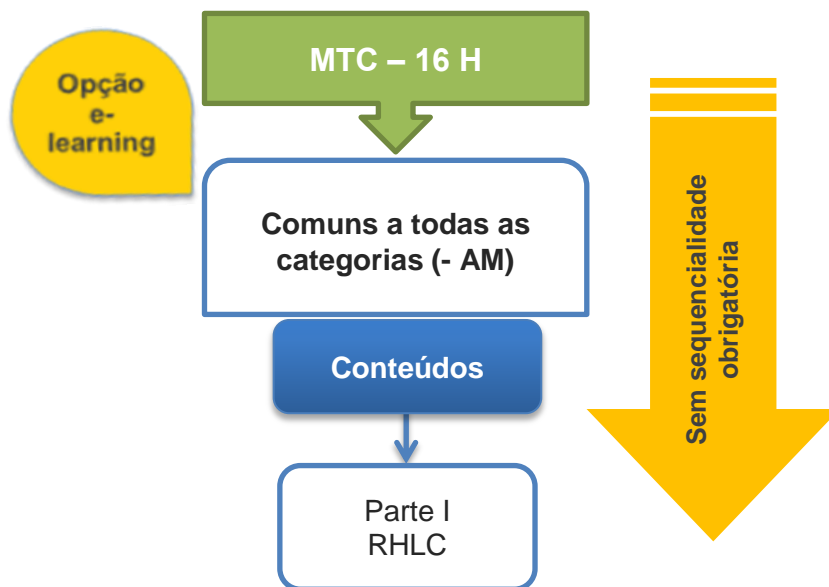 MTC – 16 H
Opção
e-
learning
Comuns a todas as
categorias (- AM)
Conteúdos
Parte I
RHLC
Sem sequencialidade
obrigatória